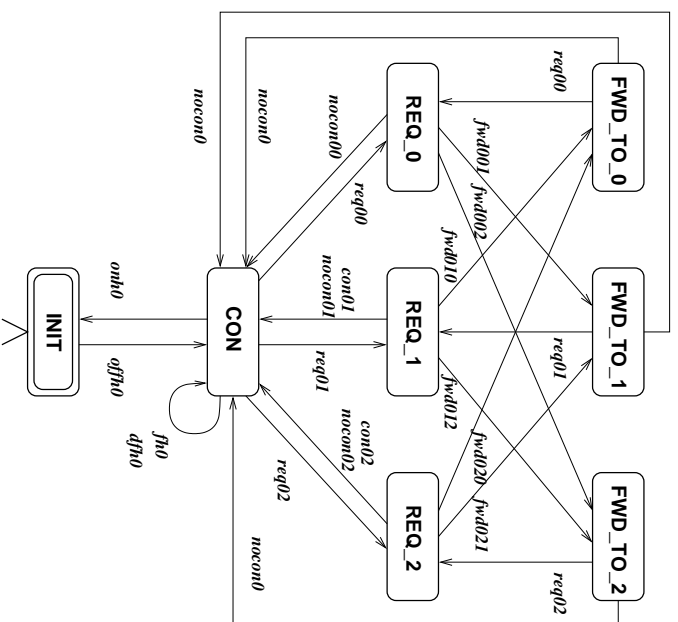 FWD_TO_0
FWD_TO_1
FWD_TO_2
req00
req01
req02
fwd001
fwd002
fwd020
fwd021
fwd010
fwd012
REQ_0
REQ_1
REQ_2
nocon00
req00
con01
nocon01
req01
con02
nocon02
req02
nocon0
nocon0
CON
nocon0
fh0
dfh0
onh0
offh0
INIT